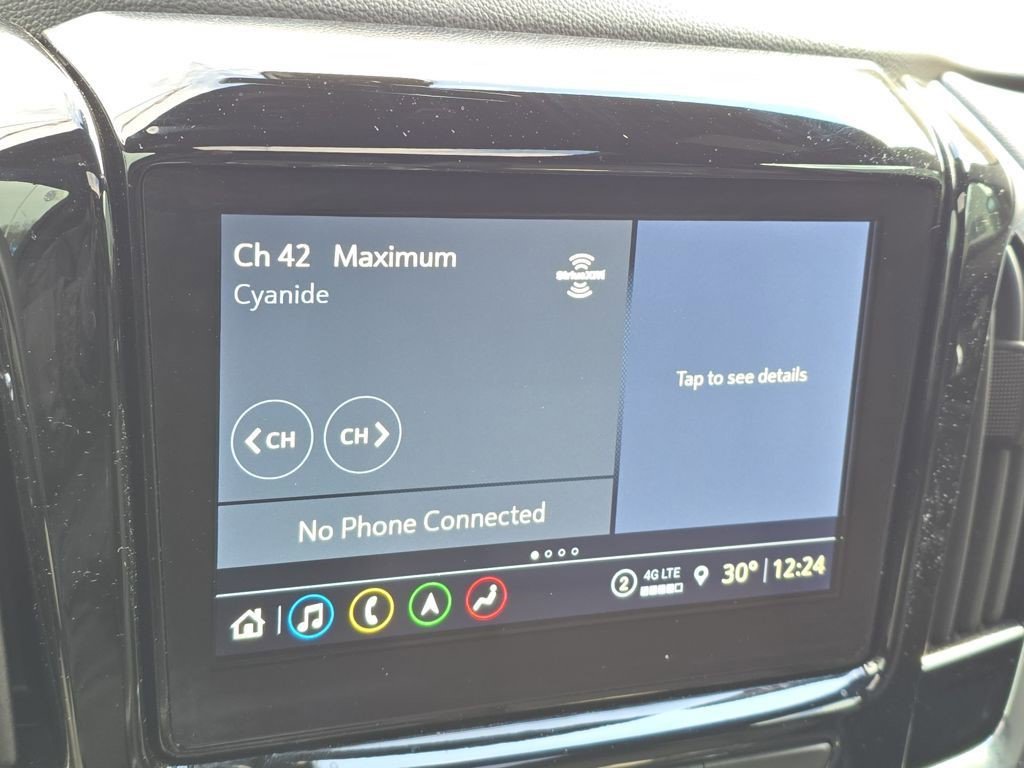 Ch 42 Maximum
SiriusXM
Cyanide
Tap to see details
CH
CH
No Phone Connected
2 4G LTE 30° 12:24